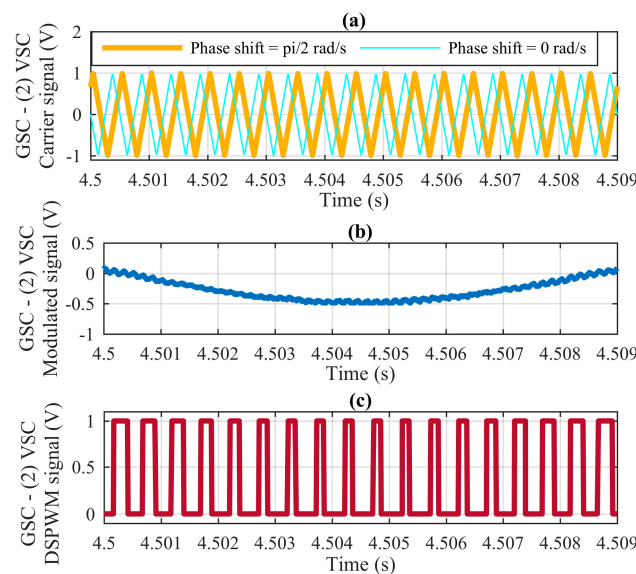 (a)
GSC - (2) VSC
Carrier signal (V)
2
1
0
-1
Phase shift = pi/2 rad/s
Phase shift = 0 rad/s
4.5 4.501 4.502 4.503 4.504 4.505 4.506 4.507 4.508 4.509
Time (s)
(b)
GSC - (2) VSC
Modulated signal (V)
0.5
0
-0.5
-1
4.5 4.501 4.502 4.503 4.504 4.505 4.506 4.507 4.508 4.509
Time (s)
(c)
GSC - (2) VSC
DSPWM signal (V)
1
0.5
0
4.5 4.501 4.502 4.503 4.504 4.505 4.506 4.507 4.508 4.509
Time (s)